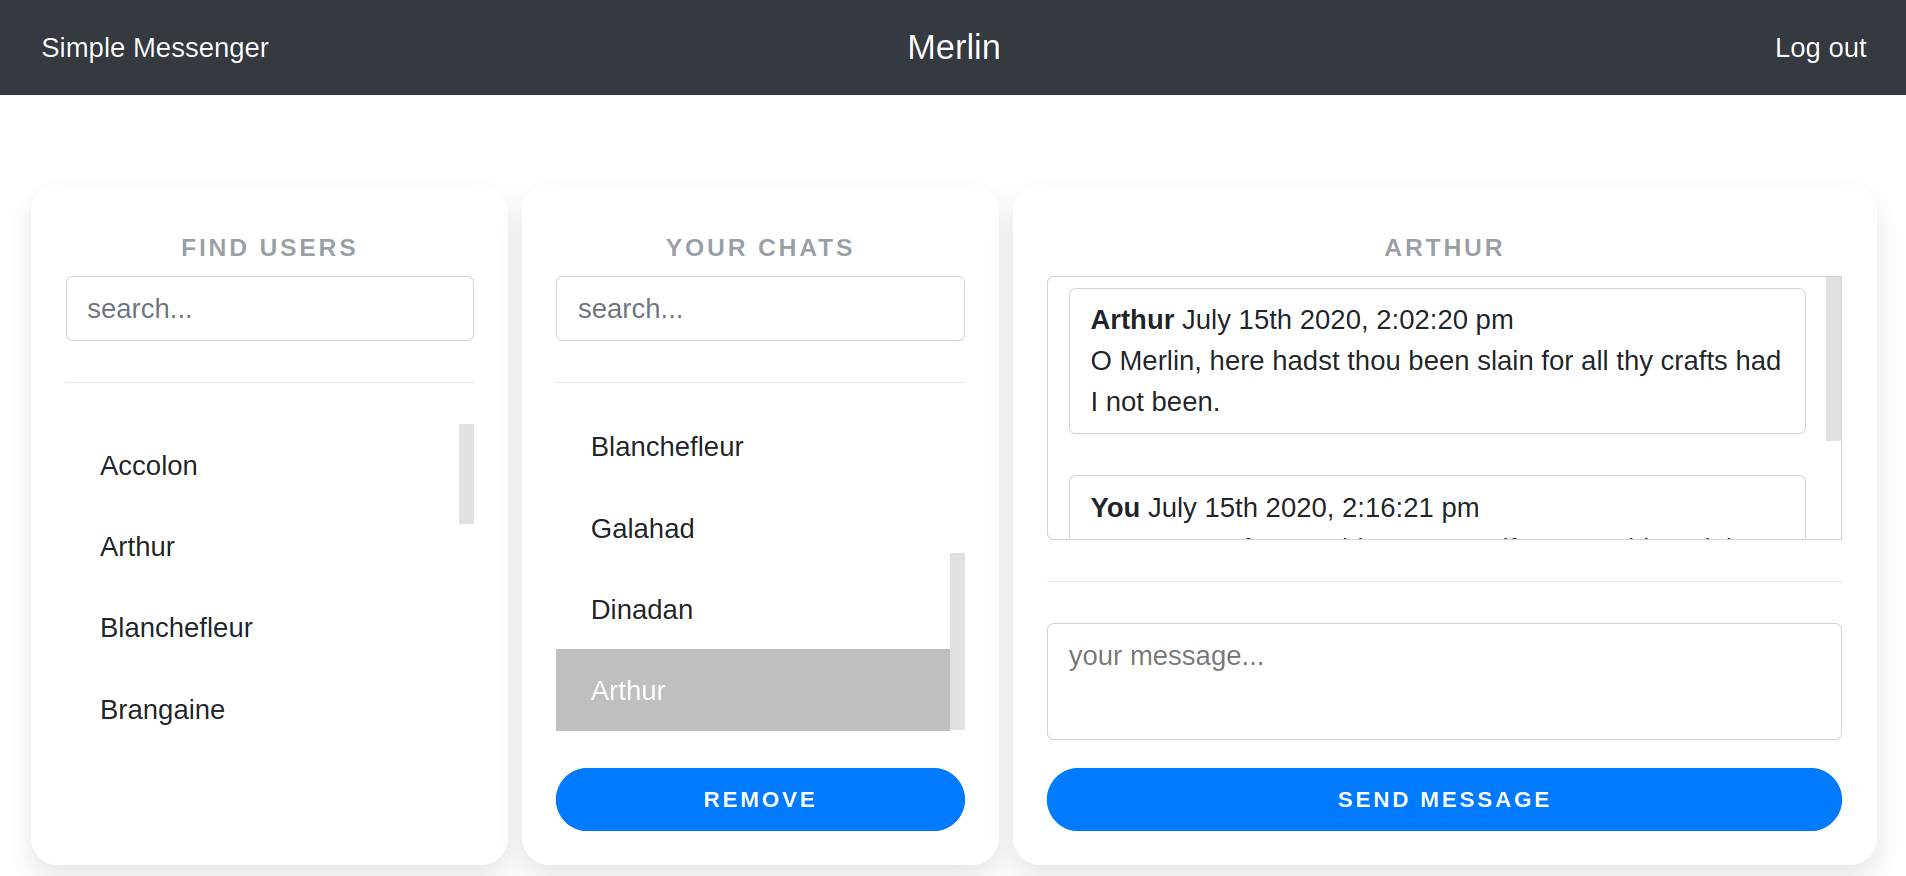 Simple Messenger
Merlin
Log out
FIND USERS
search...
Accolon
Arthur
Blanchefleur
Brangaine
YOUR CHATS
search...
Blanchefleur
Galahad
Dinadan
Arthur
REMOVE
ARTHUR
Arthur July 15th 2020, 2:02:20 pm
O Merlin, here hadst thou been slain for all thy crafts had
I not been.
You July 15th 2020, 2:16:21 pm
your message...
SEND MESSAGE